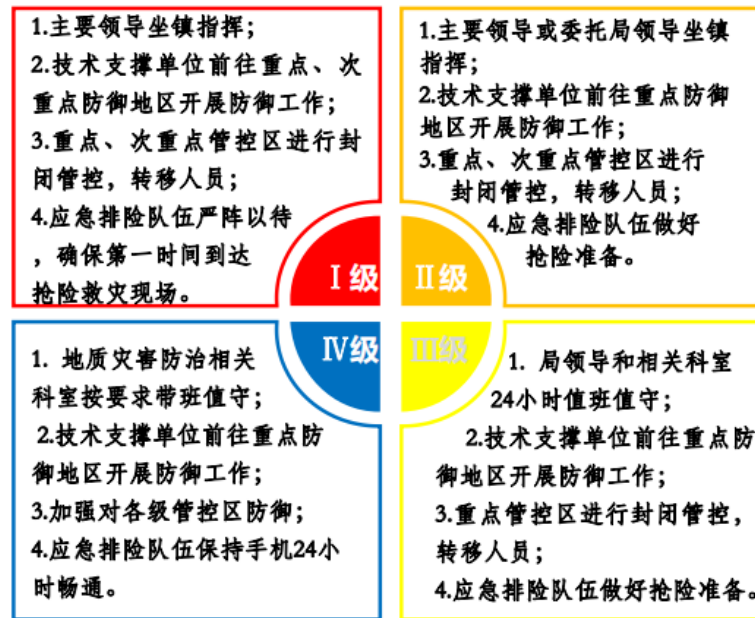 1.主要领导坐镇指挥；
2.技术支撑单位前往重点、次
重点防御地区开展防御工作；
3.重点、次重点管控区进行封
闭管控，转移人员；
4.应急排险队伍严阵以待
，确保第一时间到达
抢险救灾现场。
Ⅰ级
1.主要领导或委托局领导坐镇
指挥；
2.技术支撑单位前往重点防御
地区开展防御工作；
3.重点、次重点管控区进行
封闭管控，转移人员；
4.应急排险队伍做好
抢险准备。
Ⅱ级
Ⅳ级
1. 地质灾害防治相关
科室按要求带班值守；
2.技术支撑单位前往重点防
御地区开展防御工作；
3.加强对各级管控区防御；
4.应急排险队伍保持手机24小
时畅通。
Ⅲ级
1. 局领导和相关科室
24小时值班值守；
2.技术支撑单位前往重点防
御地区开展防御工作；
3.重点管控区进行封闭管控，
转移人员；
4.应急排险队伍做好抢险准备。